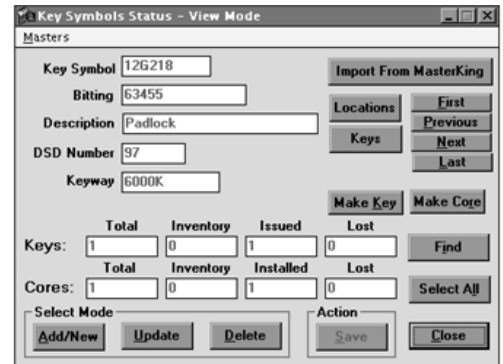 Key Symbols Status - View Mode
Masters
Key Symbol 12G218 Import From MasterKing
Bitting 63455
Locations First
Description Padlock Previous
Keys Next
DSD Number 97 Last
Keyway 6000K
Make Key Make Core
Total Inventory Issued Lost
Keys: 1 0 1 0 Find
Total Inventory Installed Lost
Cores: 1 0 1 0 Select All
Select Mode Action
Add/New Update Delete Save Close